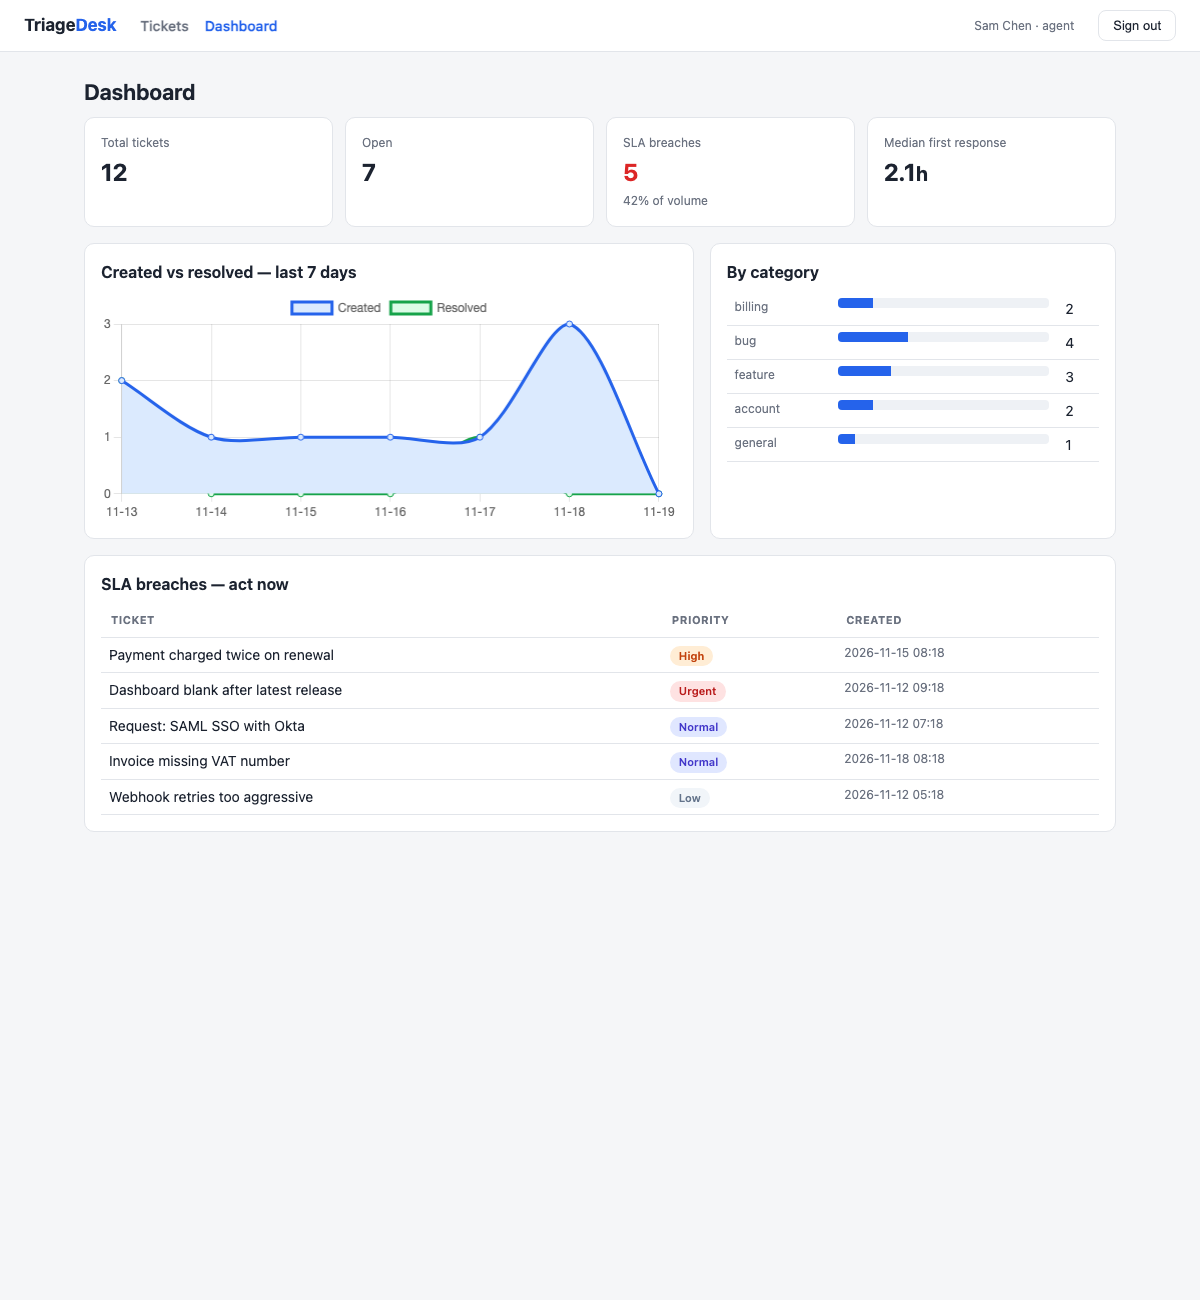 TriageDesk Tickets Dashboard Sam Chen · agent Sign out
Dashboard
Total tickets
12
Open
7
SLA breaches
5
42% of volume
Median first response
2.1h
Created vs resolved — last 7 days
Created Resolved
3
2
1
0
11-13 11-14 11-15 11-16 11-17 11-18 11-19
By category
billing 2
bug 4
feature 3
account 2
general 1
SLA breaches — act now
TICKET PRIORITY CREATED
Payment charged twice on renewal High 2026-11-15 08:18
Dashboard blank after latest release Urgent 2026-11-12 09:18
Request: SAML SSO with Okta Normal 2026-11-12 07:18
Invoice missing VAT number Normal 2026-11-18 08:18
Webhook retries too aggressive Low 2026-11-12 05:18